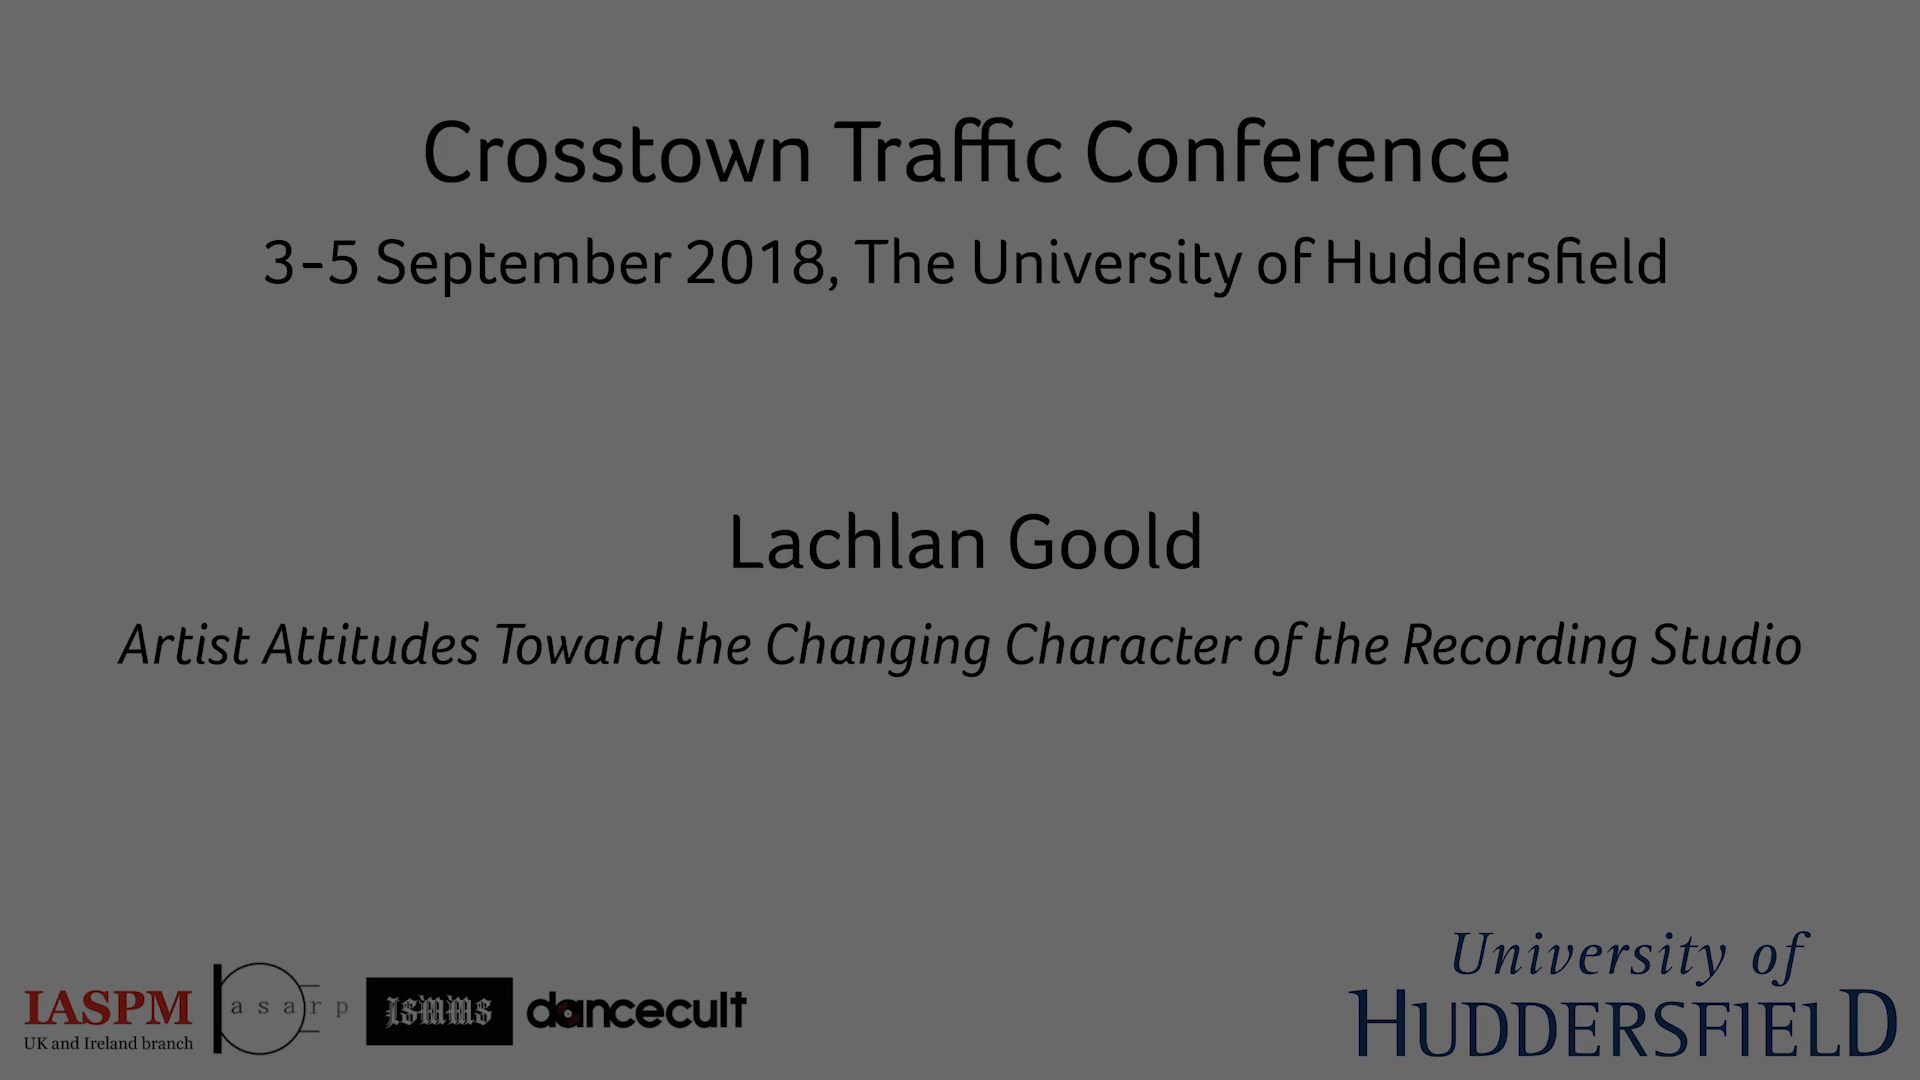 Crosstown Traffic Conference
3-5 September 2018, The University of Huddersfield
Lachlan Goold
Artist Attitudes Toward the Changing Character of the Recording Studio
IASPM
UK and Ireland branch
asarp
ISMMS
dancecult
University of
HUDDERSFIELD